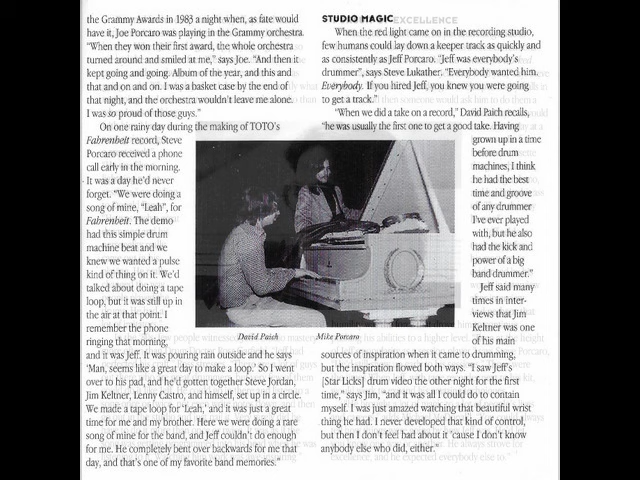 the Grammy Awards in 1983 a night when, as fate would
have it, Joe Porcaro was playing in the Grammy orchestra.
"When they won their first award, the whole orchestra
turned around and smiled at me," says Joe. "And then it
kept going and going. Album of the year, and this and
that and on and on. I was a basket case by the end of
that night, and the orchestra wouldn't leave me alone.
I was so proud of those guys."
On one rainy day during the making of TOTO's
Fahrenheit record, Steve
Porcaro received a phone
call early in the morning.
It was a day he'd never
forget. "We were doing a
song of mine, "Leah", for
Fahrenheit. The demo
had this simple drum
machine beat and we
knew we wanted a pulse
kind of thing on it. We'd
talked about doing a tape
loop, but it was still up in
the air at that point. I
remember the phone
ringing that morning,
and it was Jeff. It was pouring rain outside and he says
'Man, seems like a great day to make a loop.' So I went
over to his pad, and he'd gotten together Steve Jordan,
Jim Keltner, Lenny Castro, and himself, set up in a circle.
We made a tape loop for 'Leah,' and it was just a great
time for me and my brother. Here we were doing a rare
song of mine for the band, and Jeff couldn't do enough
for me. He completely bent over backwards for me that
day, and that's one of my favorite band memories."
David Paich Mike Porcaro
STUDIO MAGIC
When the red light came on in the recording studio,
few humans could lay down a keeper track as quickly and
as consistently as Jeff Porcaro. "Jeff was everybody's
drummer", says Steve Lukather. "Everybody wanted him,
Everybody. If you hired Jeff, you knew you were going
to get a track."
"When we did a take on a record," David Paich recalls,
"he was usually the first one to get a good take. Having
grown up in a time
before drum
machines, I think
he had the best
time and groove
of any drummer
I've ever played
with, but he also
had the kick and
power of a big
band drummer."
Jeff said many
times in inter-
views that Jim
Keltner was one
of his main
sources of inspiration when it came to drumming,
but the inspiration flowed both ways. "I saw Jeff's
[Star Licks] drum video the other night for the first
time," says Jim, "and it was all I could do to contain
myself. I was just amazed watching that beautiful wrist
thing he had. I never developed that kind of control,
but then I don't feel bad about it 'cause I don't know
anybody else who did, either."